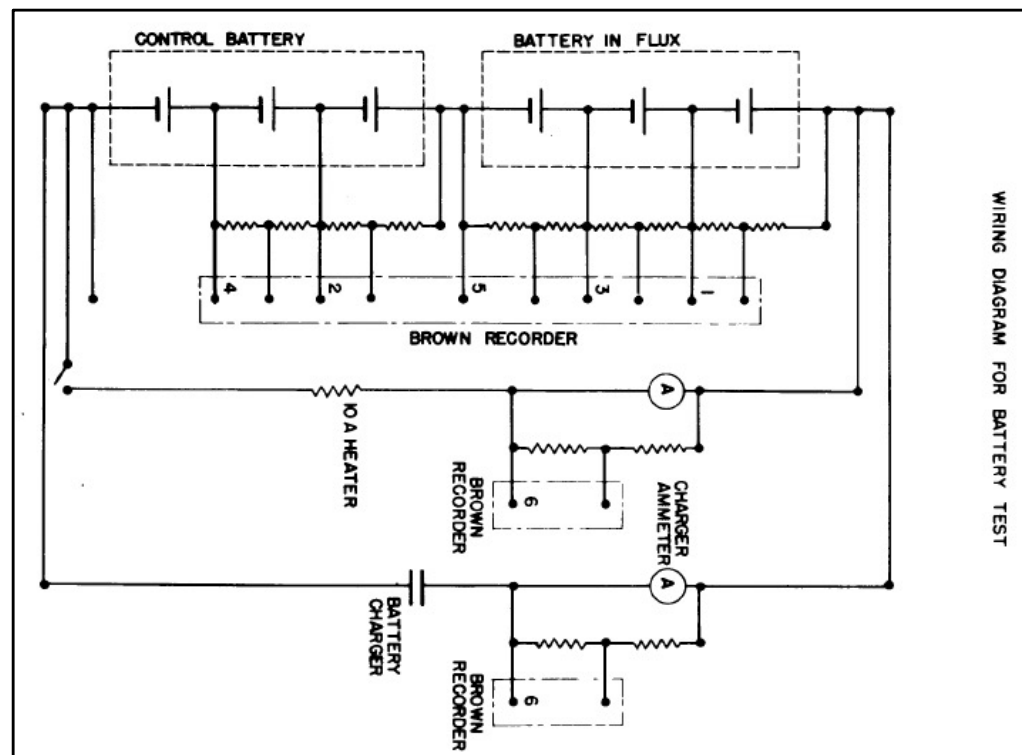 CONTROL BATTERY
BATTERY IN FLUX
4
2
5
3
1
BROWN RECORDER
A
10 A HEATER
6
BROWN
RECORDER
CHARGER
AMMETER
A
BATTERY
CHARGER
6
BROWN
RECORDER
WIRING DIAGRAM FOR BATTERY TEST